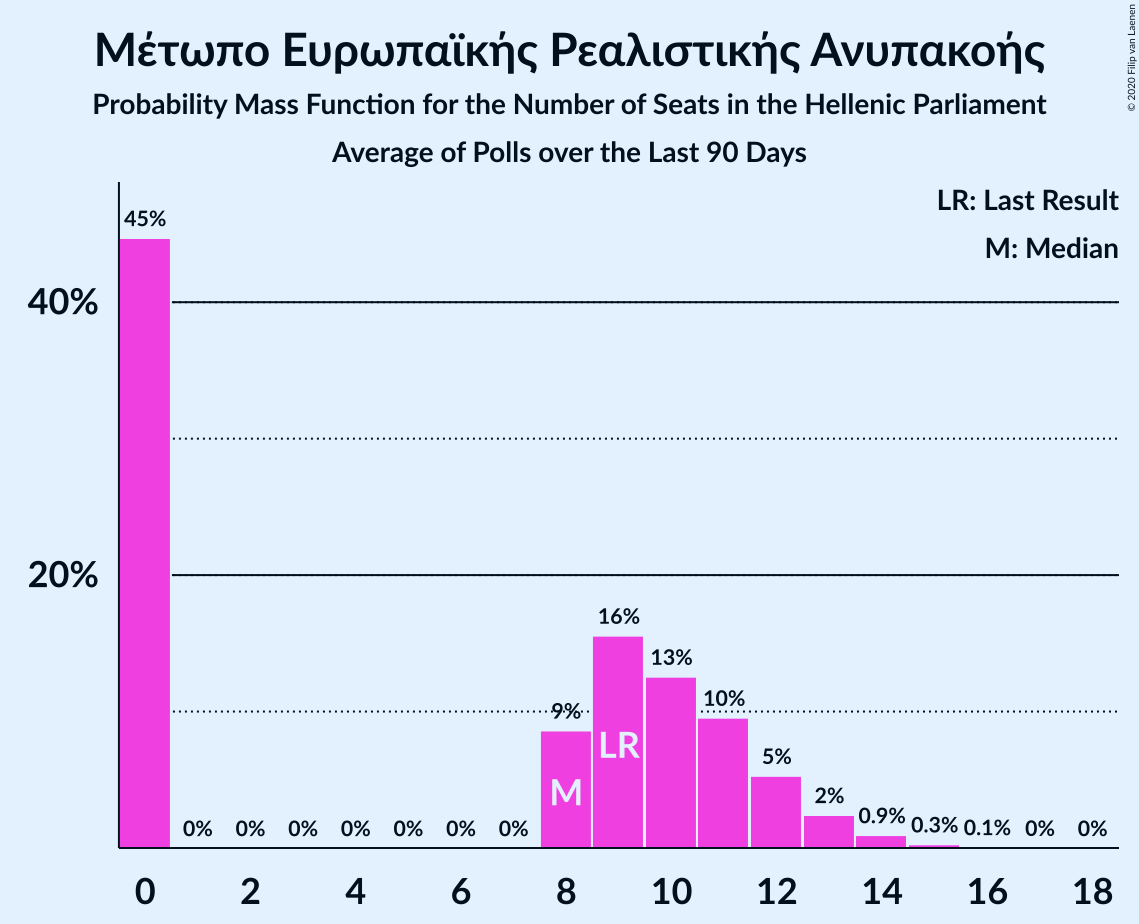 Μέτωπο Ευρωπαϊκής Ρεαλιστικής Ανυπακοής
Probability Mass Function for the Number of Seats in the Hellenic Parliament
Average of Polls over the Last 90 Days
© 2020 Filip van Laenen
LR: Last Result
M: Median
45%
40%
20%
16%
13%
10%
9%
LR
5%
M
2%
0.9%
0.3%
0.1%
0% 0% 0% 0% 0% 0% 0% 0% 0%
0 2 4 6 8 10 12 14 16 18